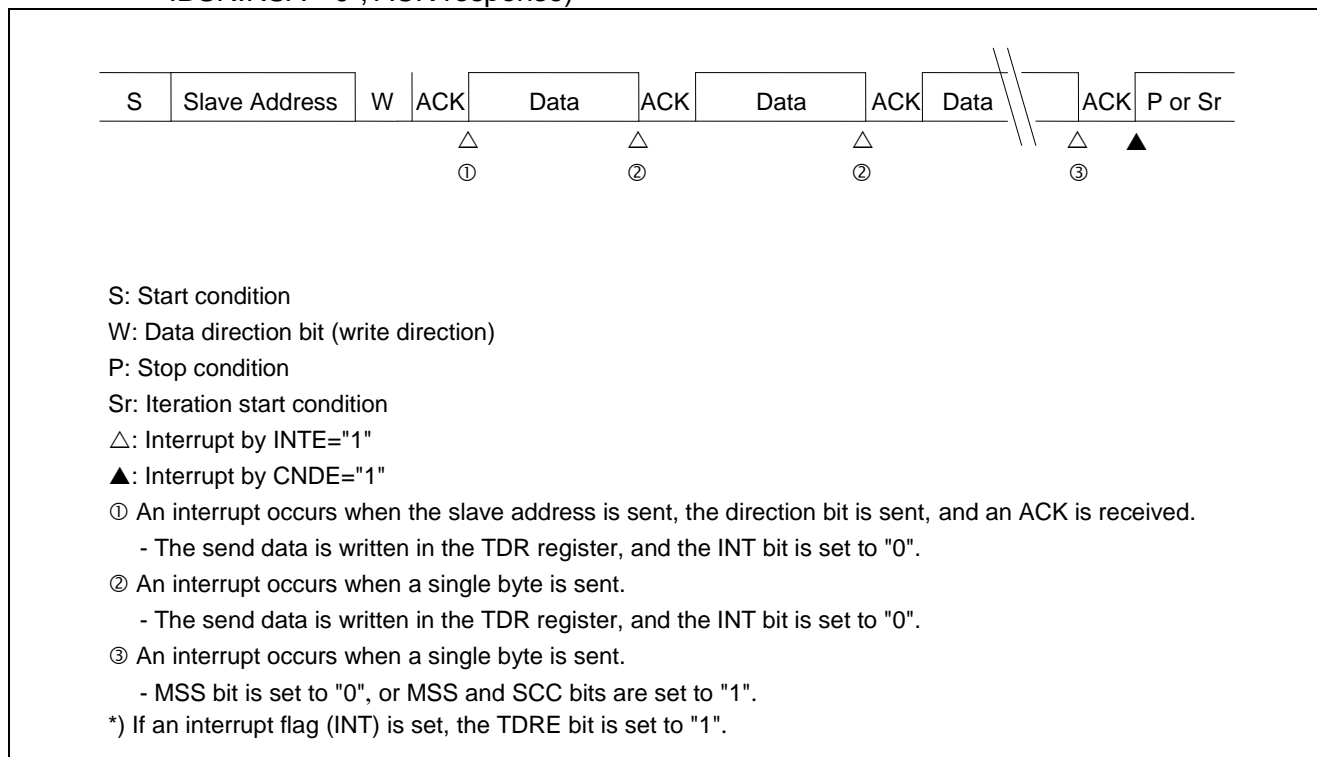 S Slave Address W ACK Data ACK Data ACK Data ACK P or Sr
△ △ △ △ ▲
① ② ② ③
S: Start condition
W: Data direction bit (write direction)
P: Stop condition
Sr: Iteration start condition
△: Interrupt by INTE="1"
▲: Interrupt by CNDE="1"
① An interrupt occurs when the slave address is sent, the direction bit is sent, and an ACK is received.
- The send data is written in the TDR register, and the INT bit is set to "0".
② An interrupt occurs when a single byte is sent.
- The send data is written in the TDR register, and the INT bit is set to "0".
③ An interrupt occurs when a single byte is sent.
- MSS bit is set to "0", or MSS and SCC bits are set to "1".
*) If an interrupt flag (INT) is set, the TDRE bit is set to "1".